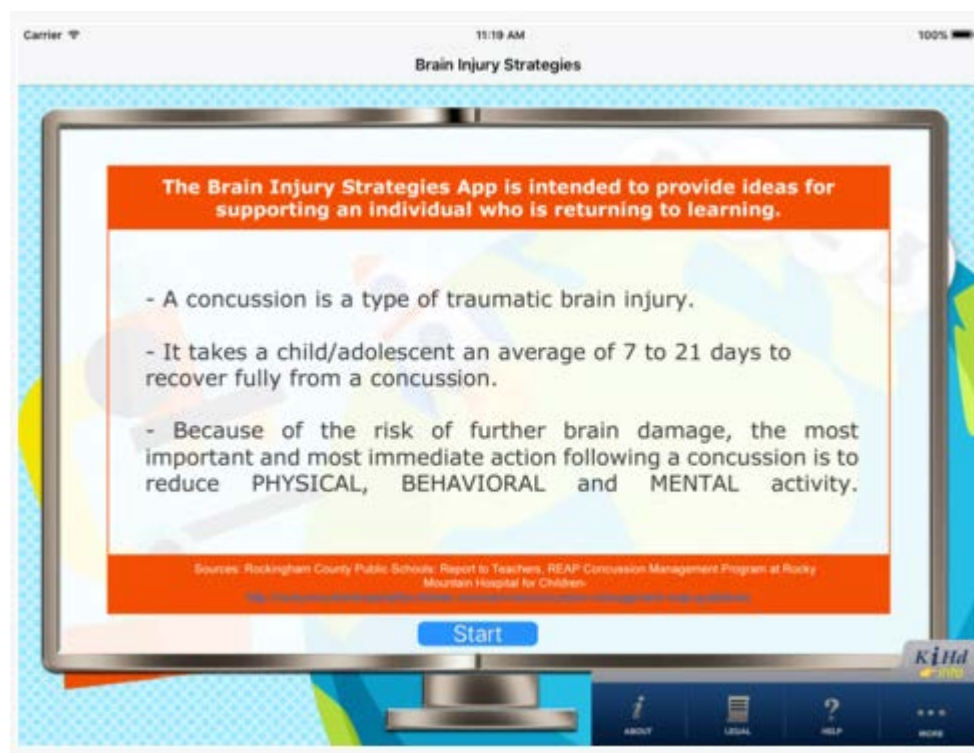 Carrier
11:19 AM
100%
Brain Injury Strategies
The Brain Injury Strategies App is intended to provide ideas for
supporting an individual who is returning to learning.
- A concussion is a type of traumatic brain injury.
- It takes a child/adolescent an average of 7 to 21 days to
recover fully from a concussion.
- Because of the risk of further brain damage, the most
important and most immediate action following a concussion is to
reduce PHYSICAL, BEHAVIORAL and MENTAL activity.
Sources: Rockingham County Public Schools: Report to Teachers, REAP Concussion Management Program at Rocky
Mountain Hospital for Children-
Start
KiHd
info
ABOUT
LEGAL
HELP
MORE